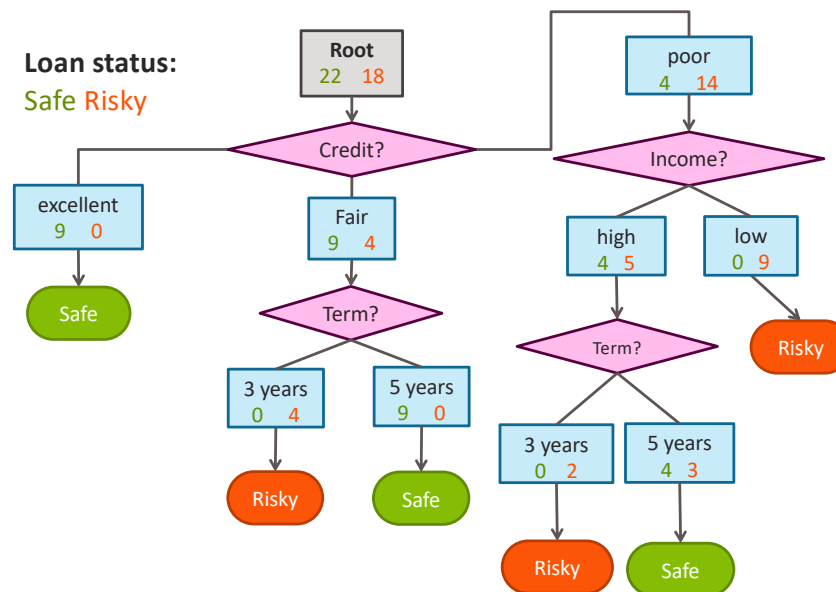 Loan status:
Safe Risky
Root
22 18
Credit?
excellent
9 0
Safe
Fair
9 4
Term?
3 years
0 4
Risky
5 years
9 0
Safe
poor
4 14
Income?
high
4 5
low
0 9
Risky
Term?
3 years
0 2
Risky
5 years
4 3
Safe